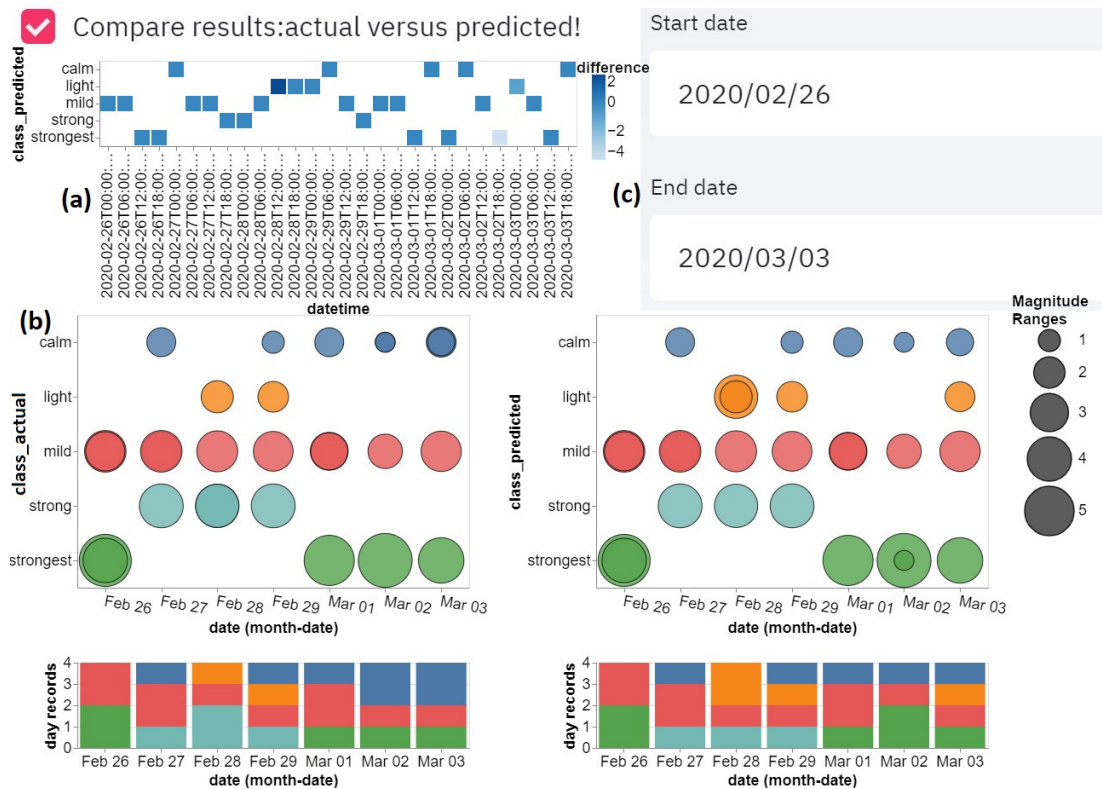 Compare results:actual versus predicted!
class_predicted
calm
light
mild
strong
strongest
difference
2
0
−2
−4
(a)
2020-02-26T00:00:…
2020-02-26T06:00:…
2020-02-26T12:00:…
2020-02-26T18:00:…
2020-02-27T00:00:…
2020-02-27T06:00:…
2020-02-27T12:00:…
2020-02-27T18:00:…
2020-02-28T00:00:…
2020-02-28T06:00:…
2020-02-28T12:00:…
2020-02-28T18:00:…
2020-02-29T00:00:…
2020-02-29T06:00:…
2020-02-29T12:00:…
2020-02-29T18:00:…
2020-03-01T00:00:…
2020-03-01T06:00:…
2020-03-01T12:00:…
2020-03-01T18:00:…
2020-03-02T00:00:…
2020-03-02T06:00:…
2020-03-02T12:00:…
2020-03-02T18:00:…
2020-03-03T00:00:…
2020-03-03T06:00:…
2020-03-03T12:00:…
2020-03-03T18:00:…
datetime
(c)
Start date
2020/02/26
End date
2020/03/03
(b)
class_actual
calm
light
mild
strong
strongest
Feb 26
Feb 27
Feb 28
Feb 29
Mar 01
Mar 02
Mar 03
date (month-date)
class_predicted
calm
light
mild
strong
strongest
Feb 26
Feb 27
Feb 28
Feb 29
Mar 01
Mar 02
Mar 03
date (month-date)
Magnitude
Ranges
1
2
3
4
5
day records
4
3
2
1
0
Feb 26 Feb 27 Feb 28 Feb 29 Mar 01 Mar 02 Mar 03
date (month-date)
day records
4
3
2
1
0
Feb 26 Feb 27 Feb 28 Feb 29 Mar 01 Mar 02 Mar 03
date (month-date)